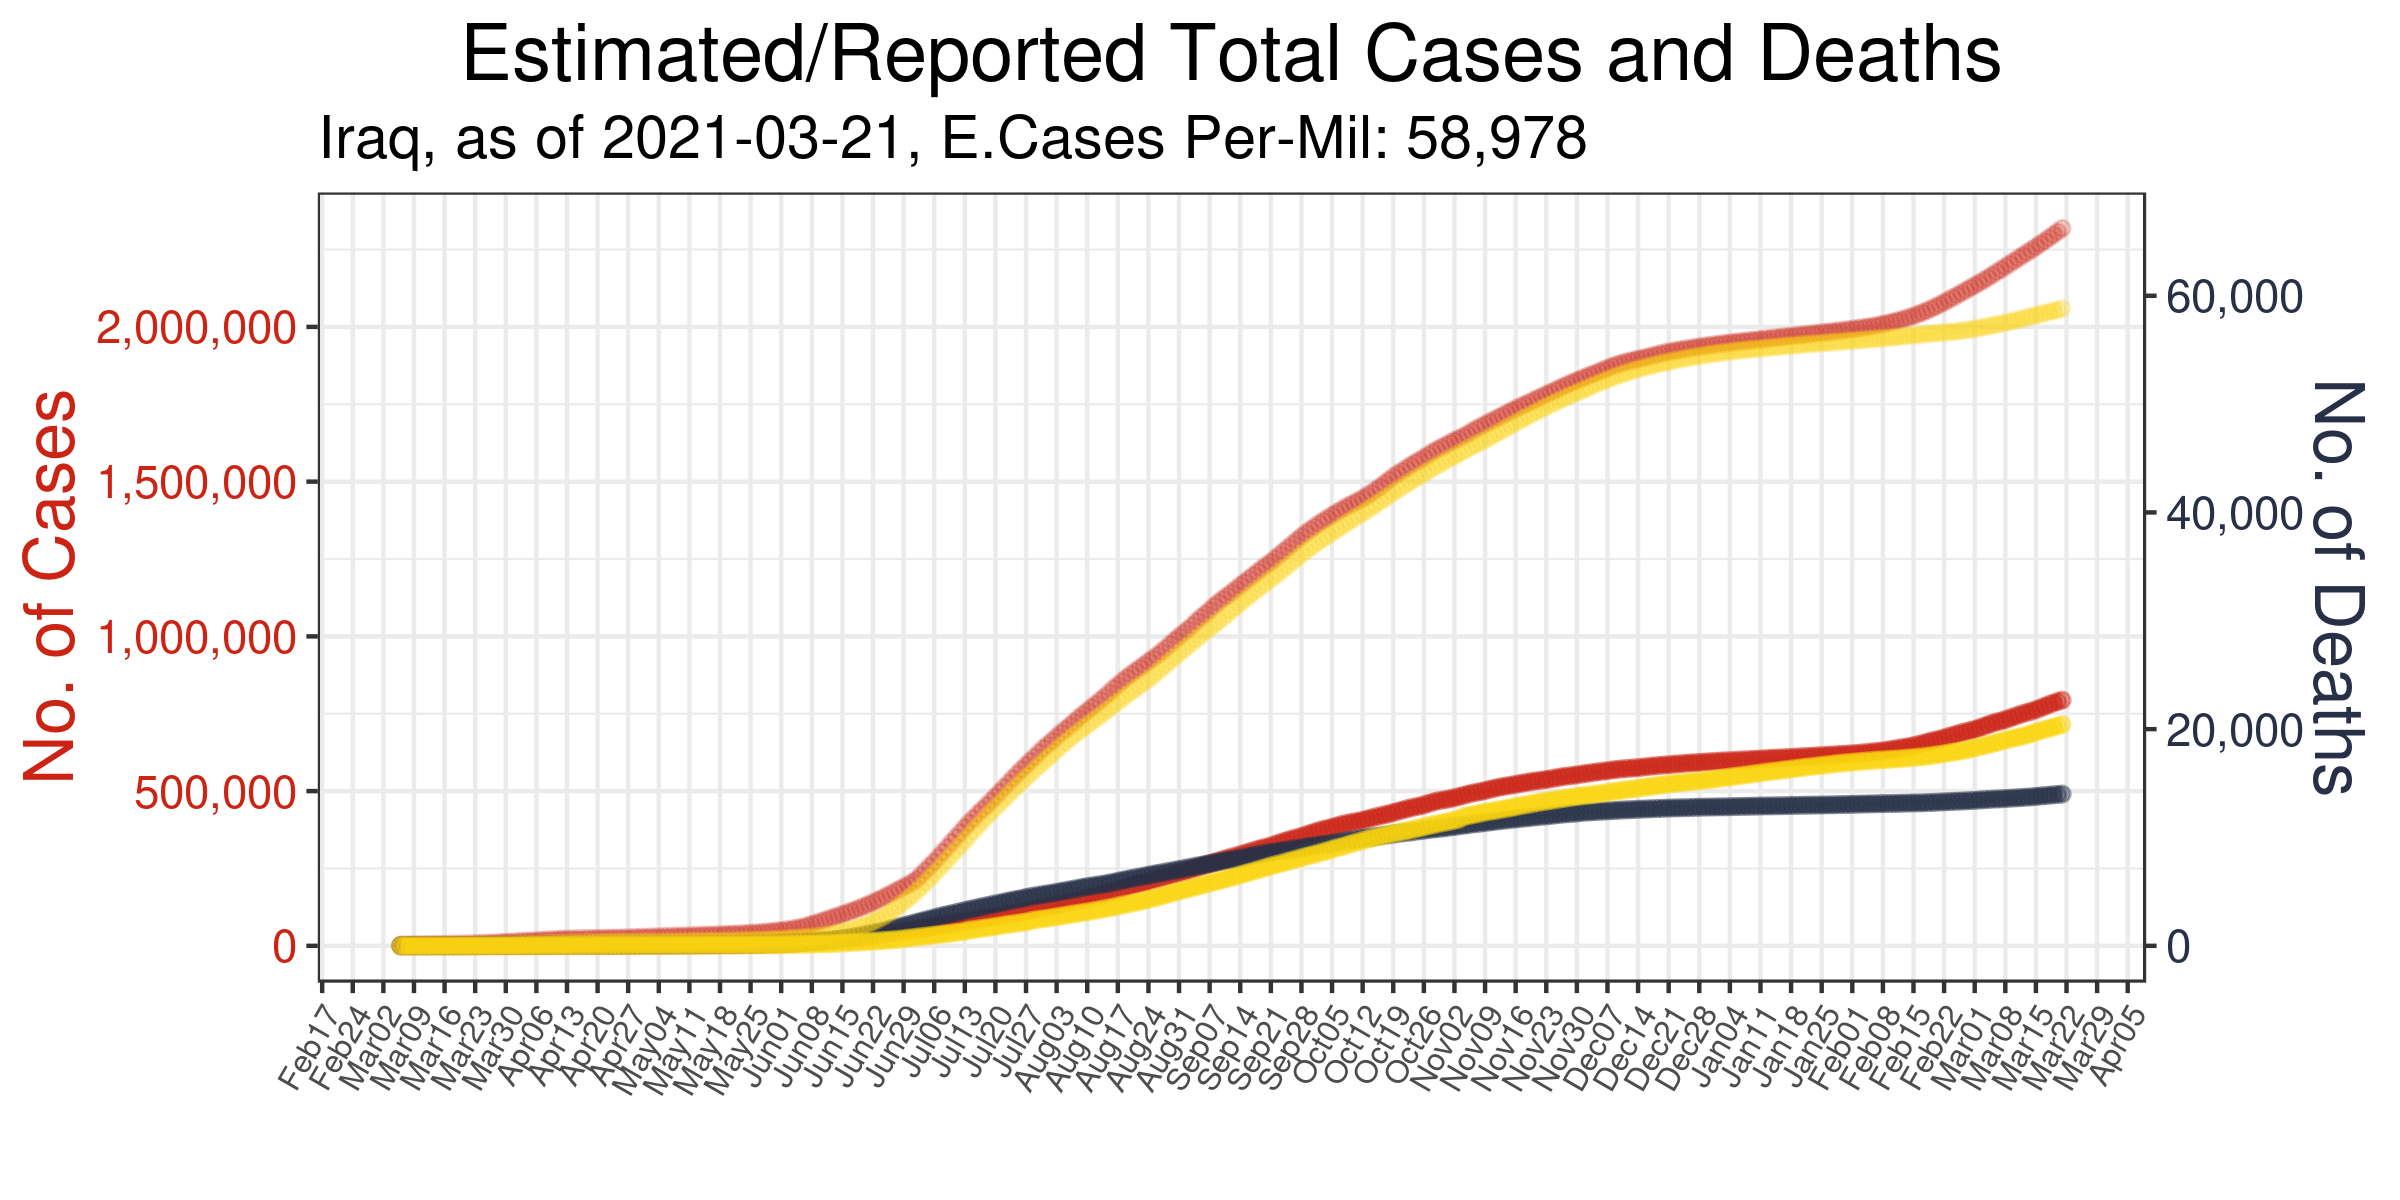 Estimated/Reported Total Cases and Deaths
Iraq, as of 2021-03-21, E.Cases Per-Mil: 58,978
No. of Cases
2,000,000
1,500,000
1,000,000
500,000
0
60,000
40,000
20,000
0
No. of Deaths
Feb17
Feb24
Mar02
Mar09
Mar16
Mar23
Mar30
Apr06
Apr13
Apr20
Apr27
May04
May11
May18
May25
Jun01
Jun08
Jun15
Jun22
Jun29
Jul06
Jul13
Jul20
Jul27
Aug03
Aug10
Aug17
Aug24
Aug31
Sep07
Sep14
Sep21
Sep28
Oct05
Oct12
Oct19
Oct26
Nov02
Nov09
Nov16
Nov23
Nov30
Dec07
Dec14
Dec21
Dec28
Jan04
Jan11
Jan18
Jan25
Feb01
Feb08
Feb15
Feb22
Mar01
Mar08
Mar15
Mar22
Mar29
Apr05